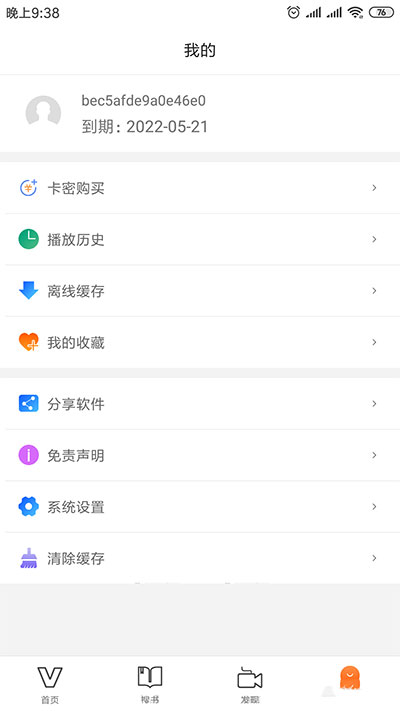 晚上9:38
76
我的
bec5afde9a0e46e0
到期：2022-05-21
卡密购买
播放历史
离线缓存
我的收藏
分享软件
免责声明
系统设置
清除缓存
首页
搜书
发现